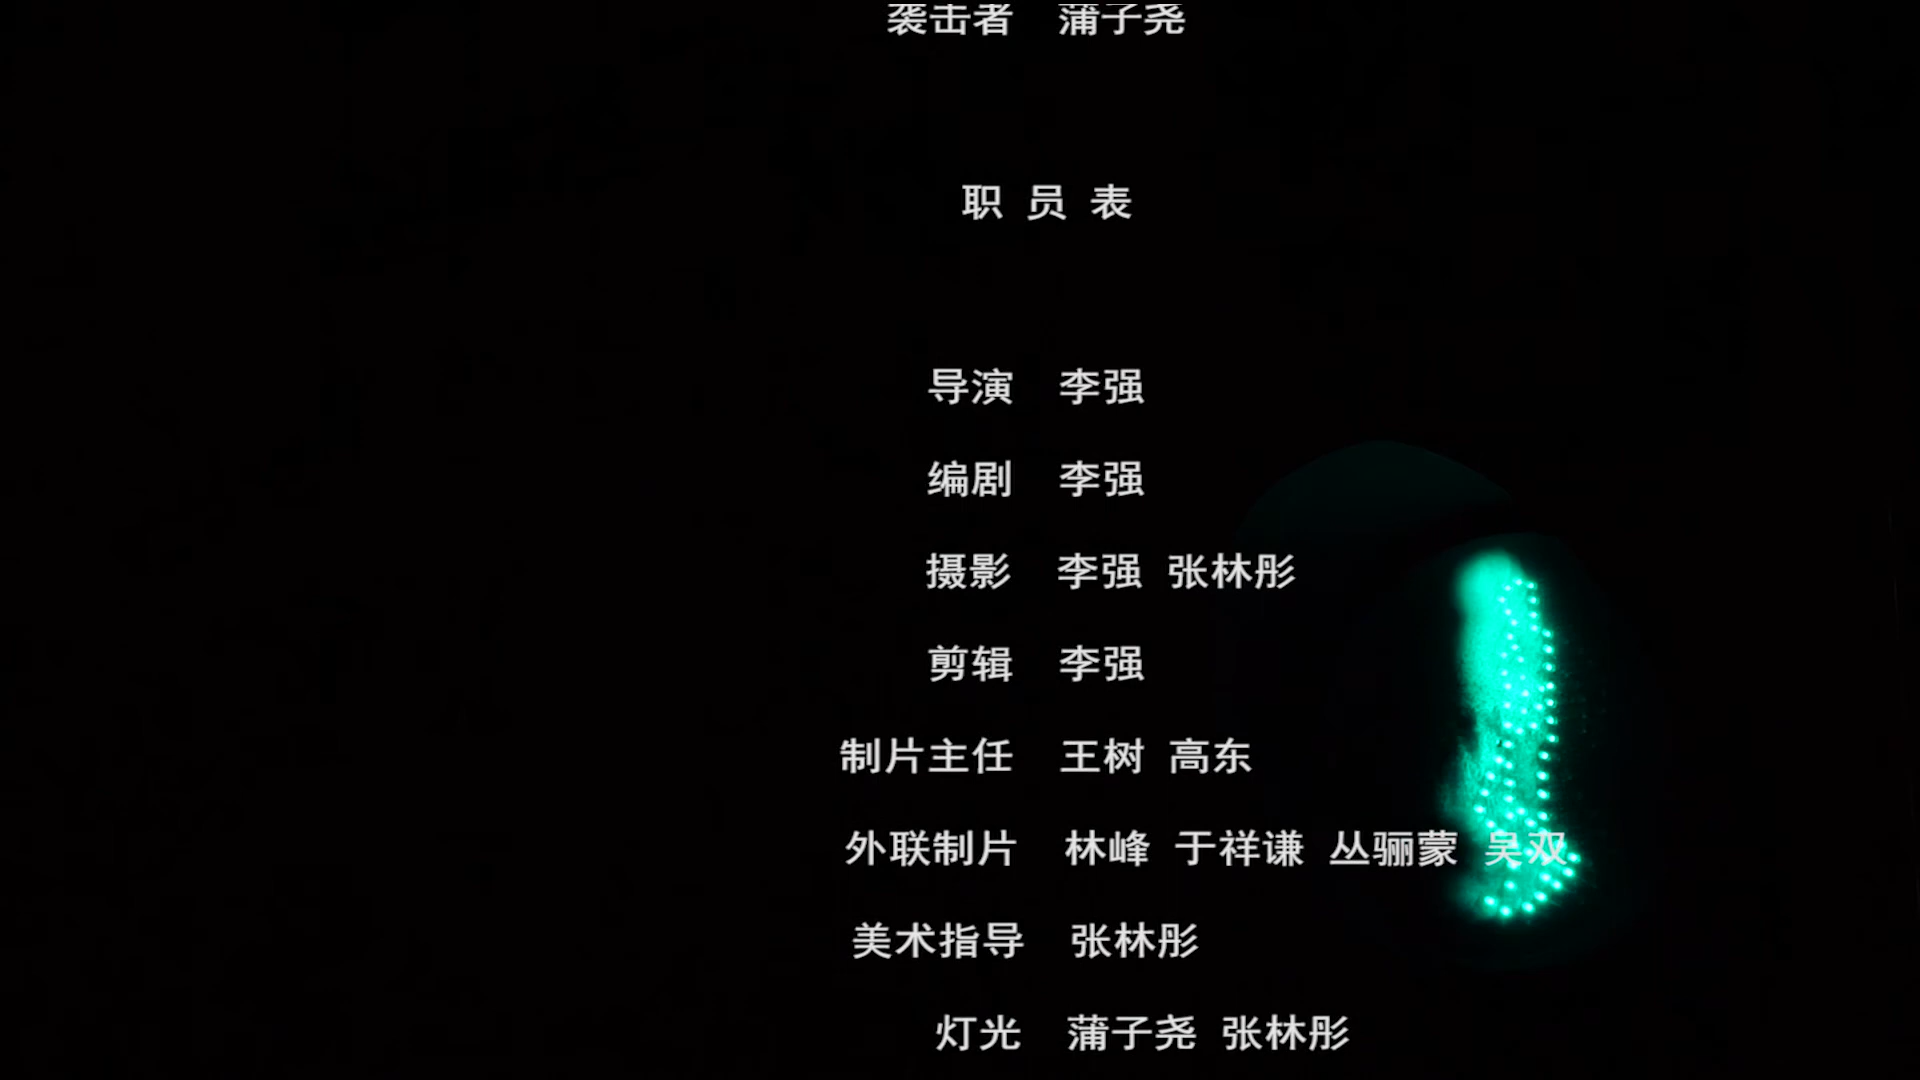 袭击者 蒲子尧
职 员 表
导演 李强
编剧 李强
摄影 李强 张林彤
剪辑 李强
制片主任 王树 高东
外联制片 林峰 于祥谦 丛骊蒙 吴双
美术指导 张林彤
灯光 蒲子尧 张林彤